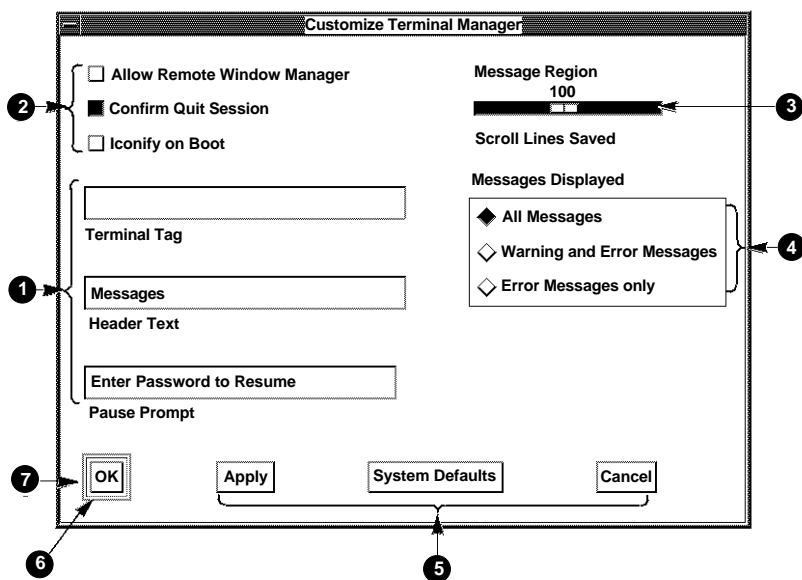 Customize Terminal Manager
Allow Remote Window Manager
Confirm Quit Session
Iconify on Boot
2
Message Region
100
Scroll Lines Saved
3
Messages Displayed
All Messages
Warning and Error Messages
Error Messages only
4
Terminal Tag
1
Messages
Header Text
Enter Password to Resume
Pause Prompt
7
OK
Apply
System Defaults
Cancel
6
5